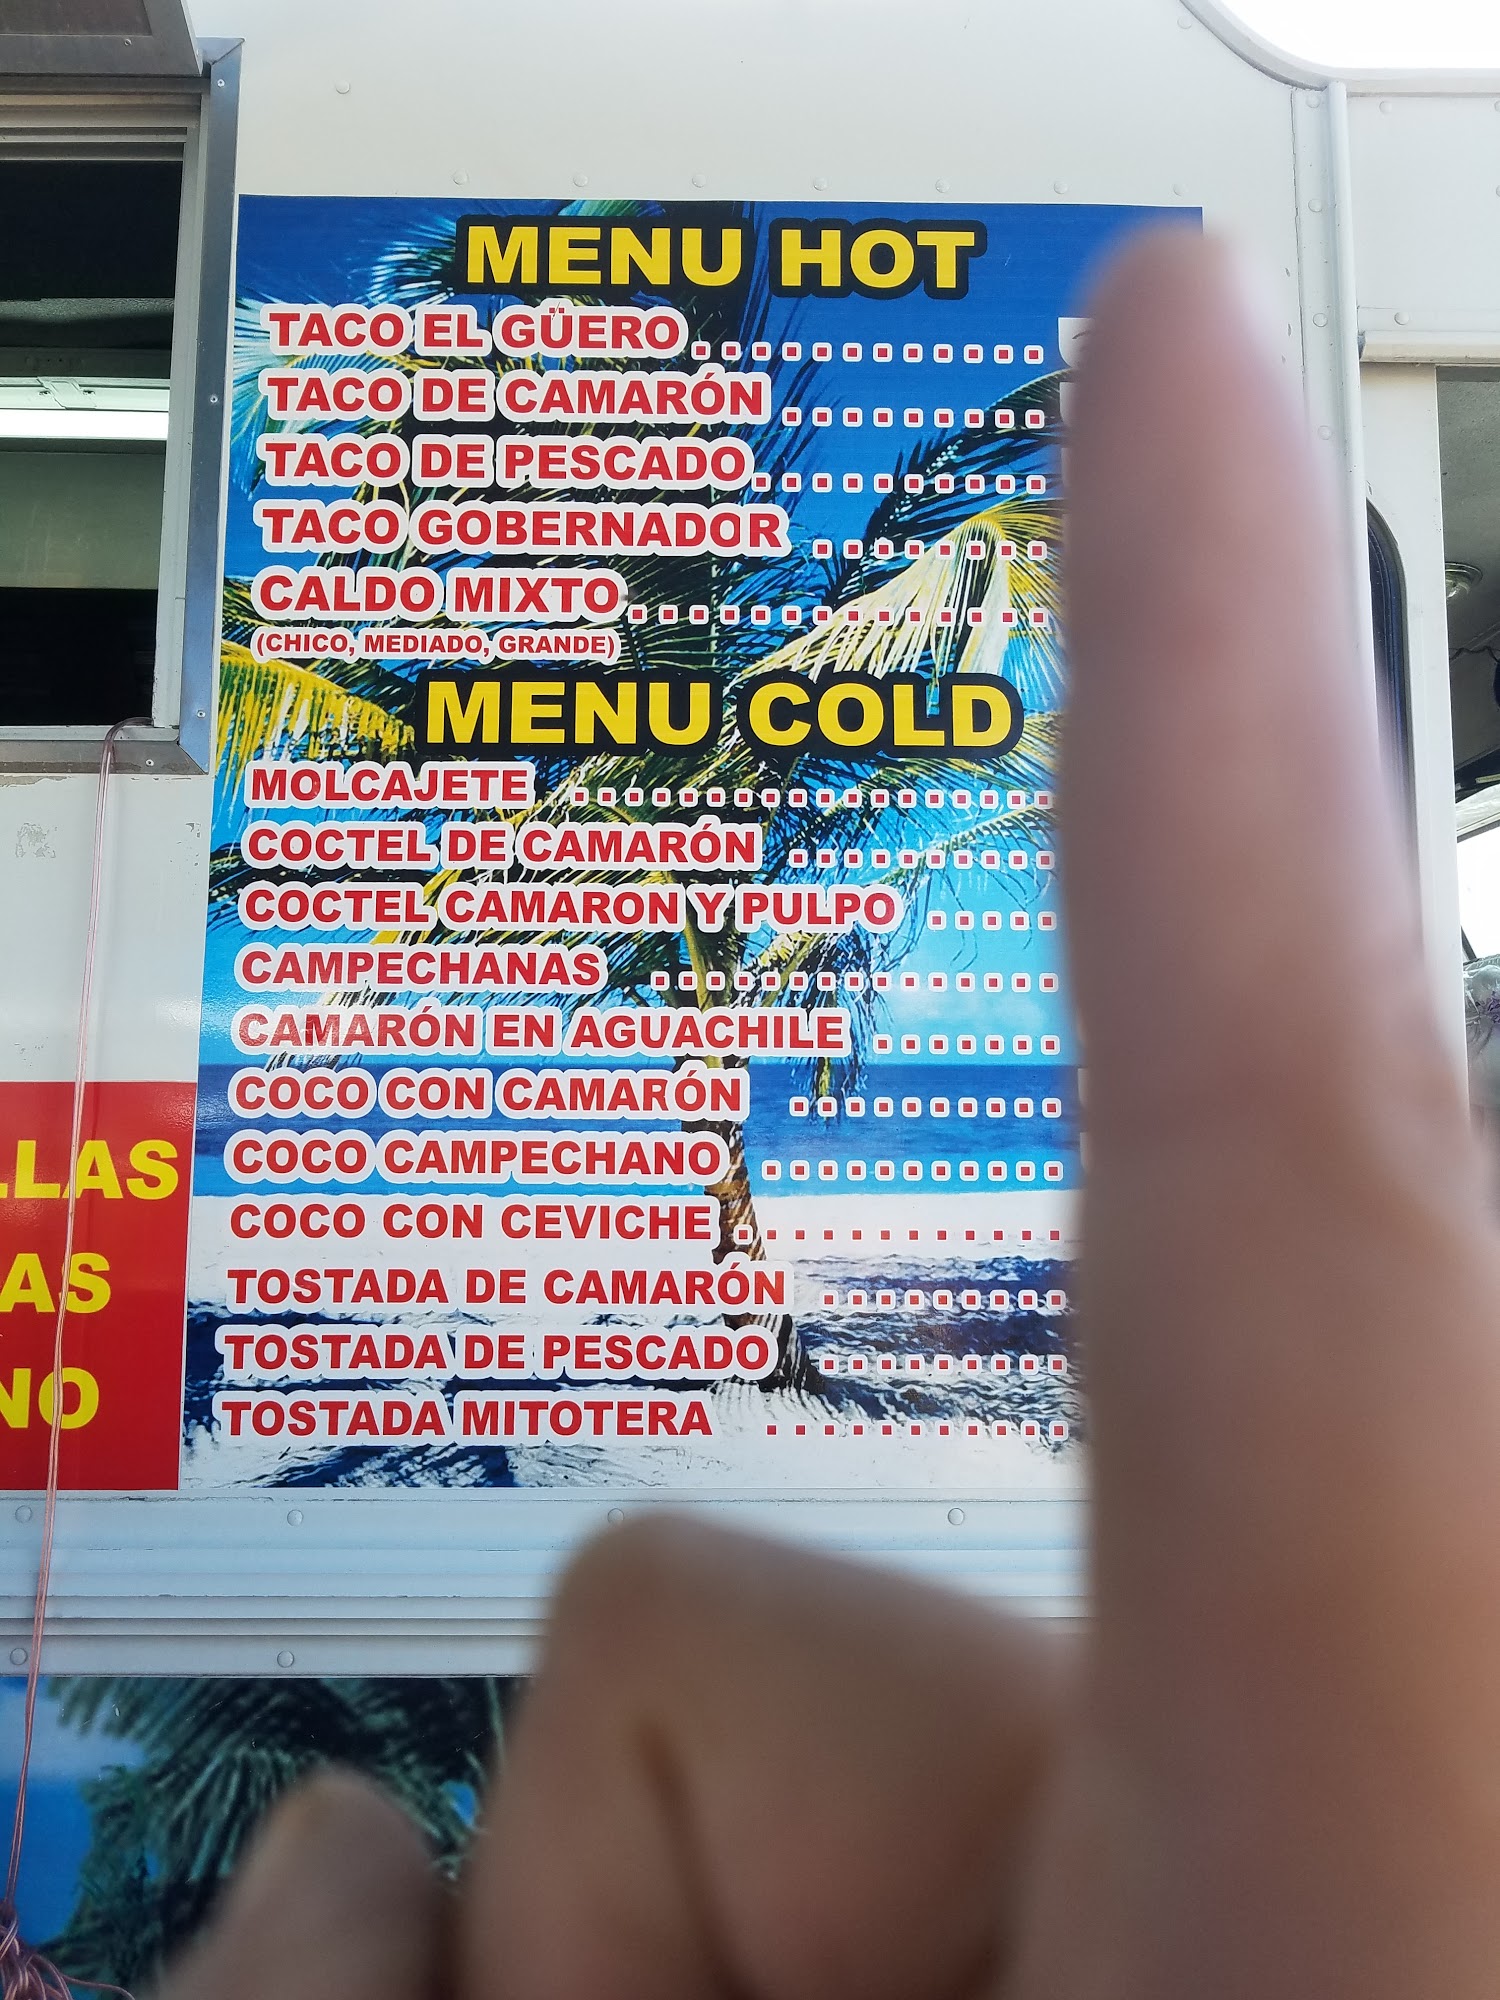 MENU HOT
TACO EL GÜERO.............
TACO DE CAMARÓN.........
TACO DE PESCADO..........
TACO GOBERNADOR........
CALDO MIXTO..............
(CHICO, MEDIADO, GRANDE)
MENU COLD
MOLCAJETE..................
COCTEL DE CAMARÓN..........
COCTEL CAMARON Y PULPO.....
CAMPECHANAS...............
CAMARÓN EN AGUACHILE.......
COCO CON CAMARÓN..........
COCO CAMPECHANO...........
COCO CON CEVICHE............
TOSTADA DE CAMARÓN.........
TOSTADA DE PESCADO.........
TOSTADA MITOTERA...........